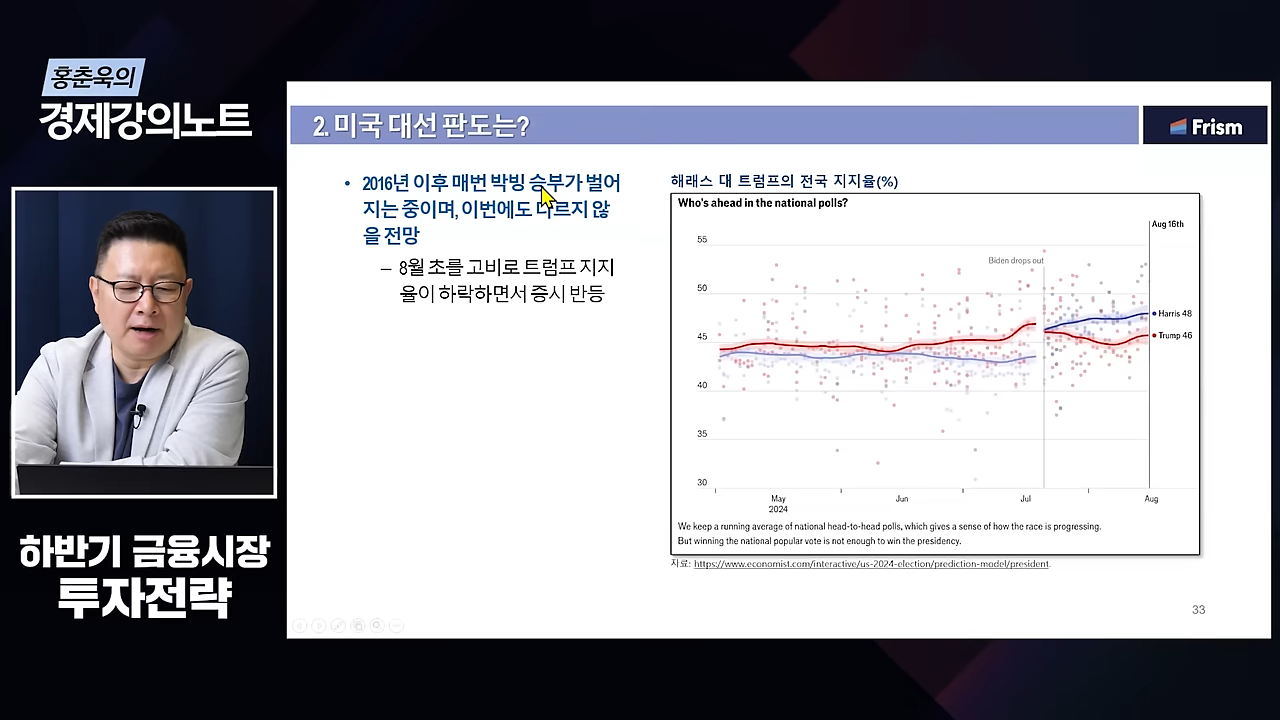 홍춘욱의
경제강의노트
하반기 금융시장
투자전략
2. 미국 대선 판도는?
Frism
• 2016년 이후 매번 박빙 승부가 벌어
지는 중이며, 이번에도 다르지 않
을 전망
– 8월 초를 고비로 트럼프 지지
율이 하락하면서 증시 반등
해래스 대 트럼프의 전국 지지율(%)
Who's ahead in the national polls?
Aug 16th
55
Biden drops out
50
Harris 48
Trump 46
45
40
35
30
May Jun Jul Aug
2024
We keep a running average of national head-to-head polls, which gives a sense of how the race is progressing.
But winning the national popular vote is not enough to win the presidency.
자료: https://www.economist.com/interactive/us-2024-election/prediction-model/president.
33